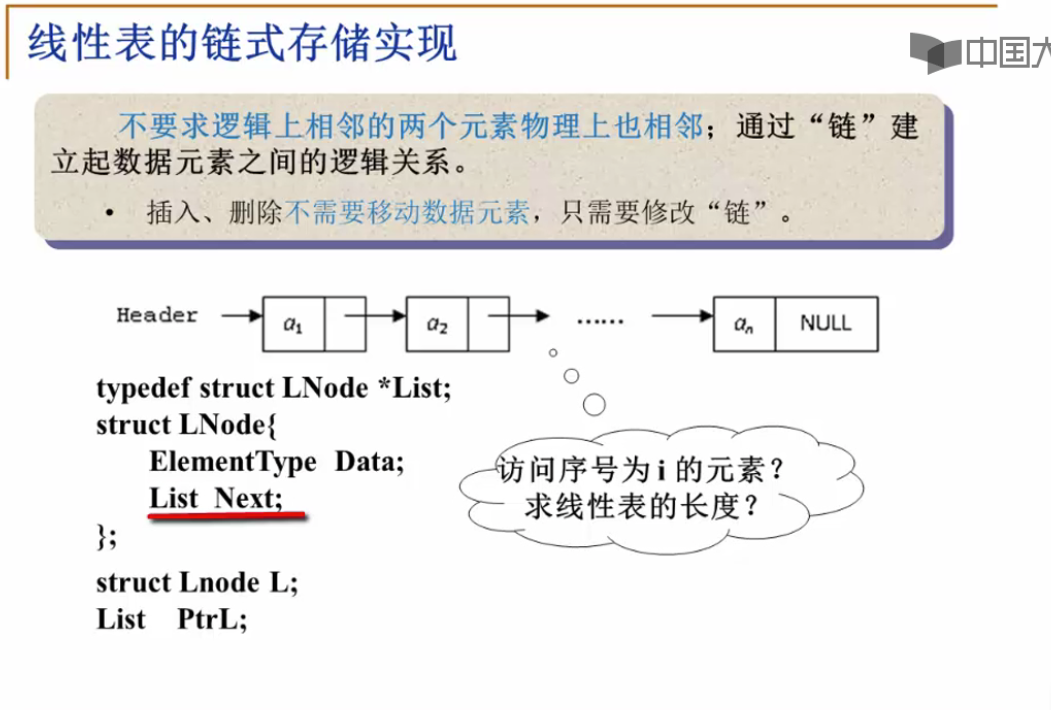 线性表的链式存储实现
中国大
不要求逻辑上相邻的两个元素物理上也相邻；通过“链”建
立起数据元素之间的逻辑关系。
• 插入、删除不需要移动数据元素，只需要修改“链”。
Header a1 a2 …… an NULL
typedef struct LNode *List;
struct LNode{
ElementType Data;
List Next;
};
访问序号为 i 的元素？
求线性表的长度？
struct Lnode L;
List PtrL;